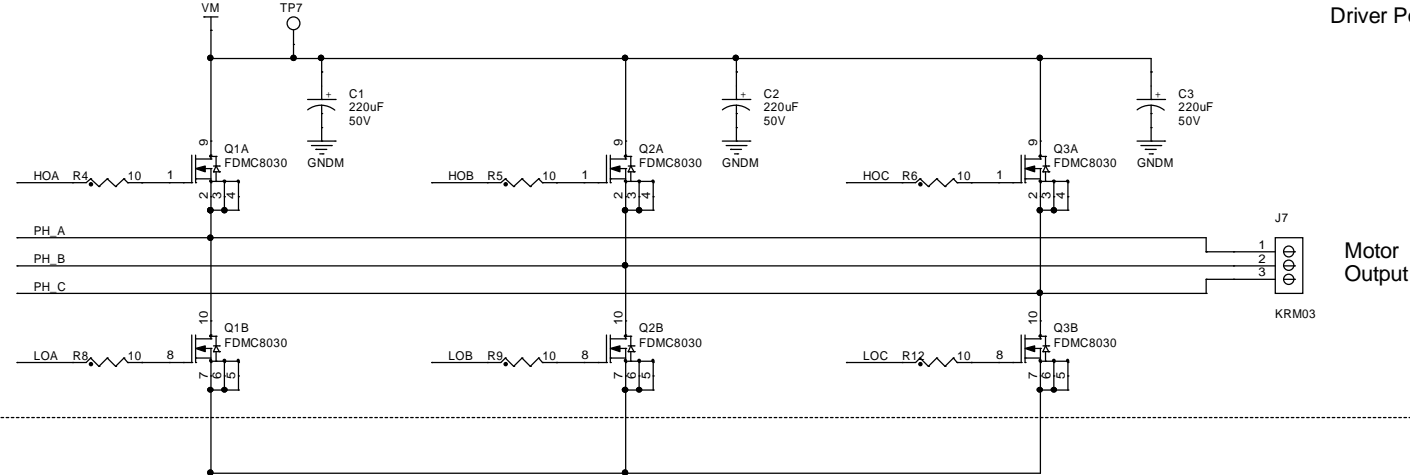 VM
TP7
Driver Po
C1
220uF
50V
+
C2
220uF
50V
+
C3
220uF
50V
+
9
Q1A
FDMC8030
GNDM
9
Q2A
FDMC8030
GNDM
9
Q3A
FDMC8030
GNDM
HOA R4 10 1
2 3 4
HOB R5 10 1
2 3 4
HOC R6 10 1
2 3 4
PH_A
PH_B
PH_C
J7
1
2
3
Motor
Output
KRM03
10
Q1B
FDMC8030
10
Q2B
FDMC8030
10
Q3B
FDMC8030
LOA R8 10 8
7 6 5
LOB R9 10 8
7 6 5
LOC R12 10 8
7 6 5